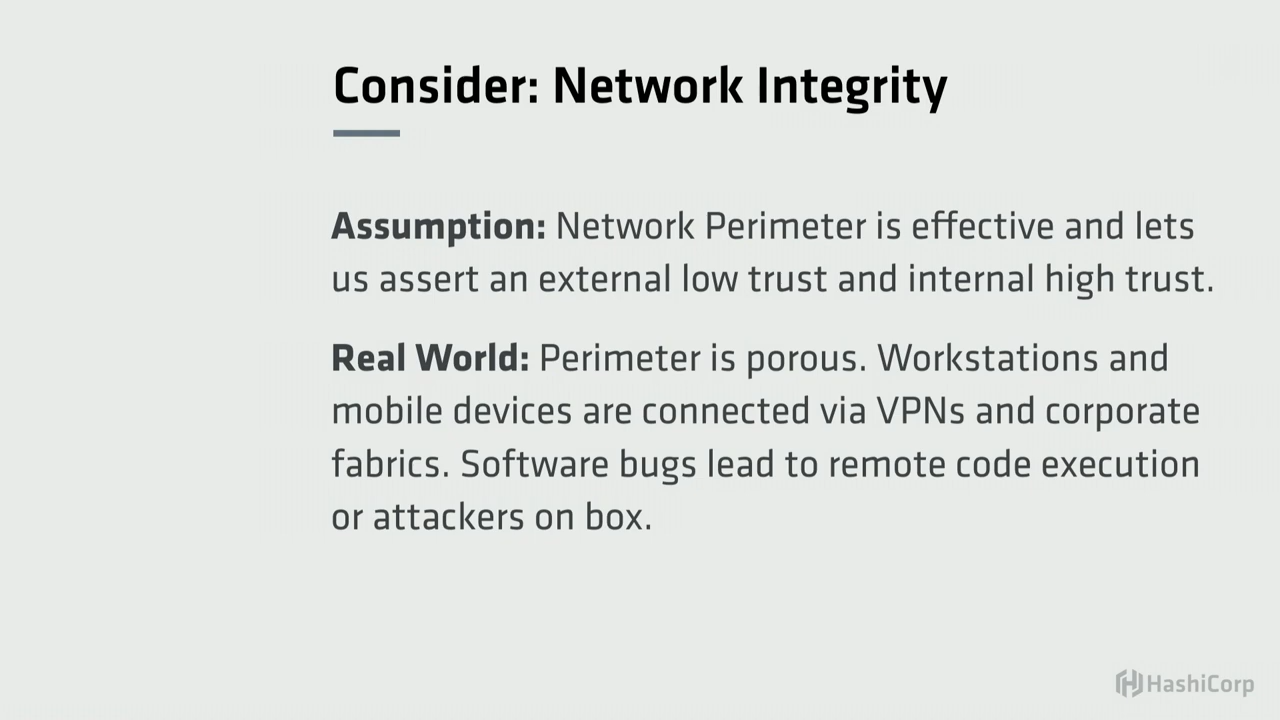 Consider: Network Integrity
Assumption: Network Perimeter is effective and lets
us assert an external low trust and internal high trust.
Real World: Perimeter is porous. Workstations and
mobile devices are connected via VPNs and corporate
fabrics. Software bugs lead to remote code execution
or attackers on box.
HashiCorp